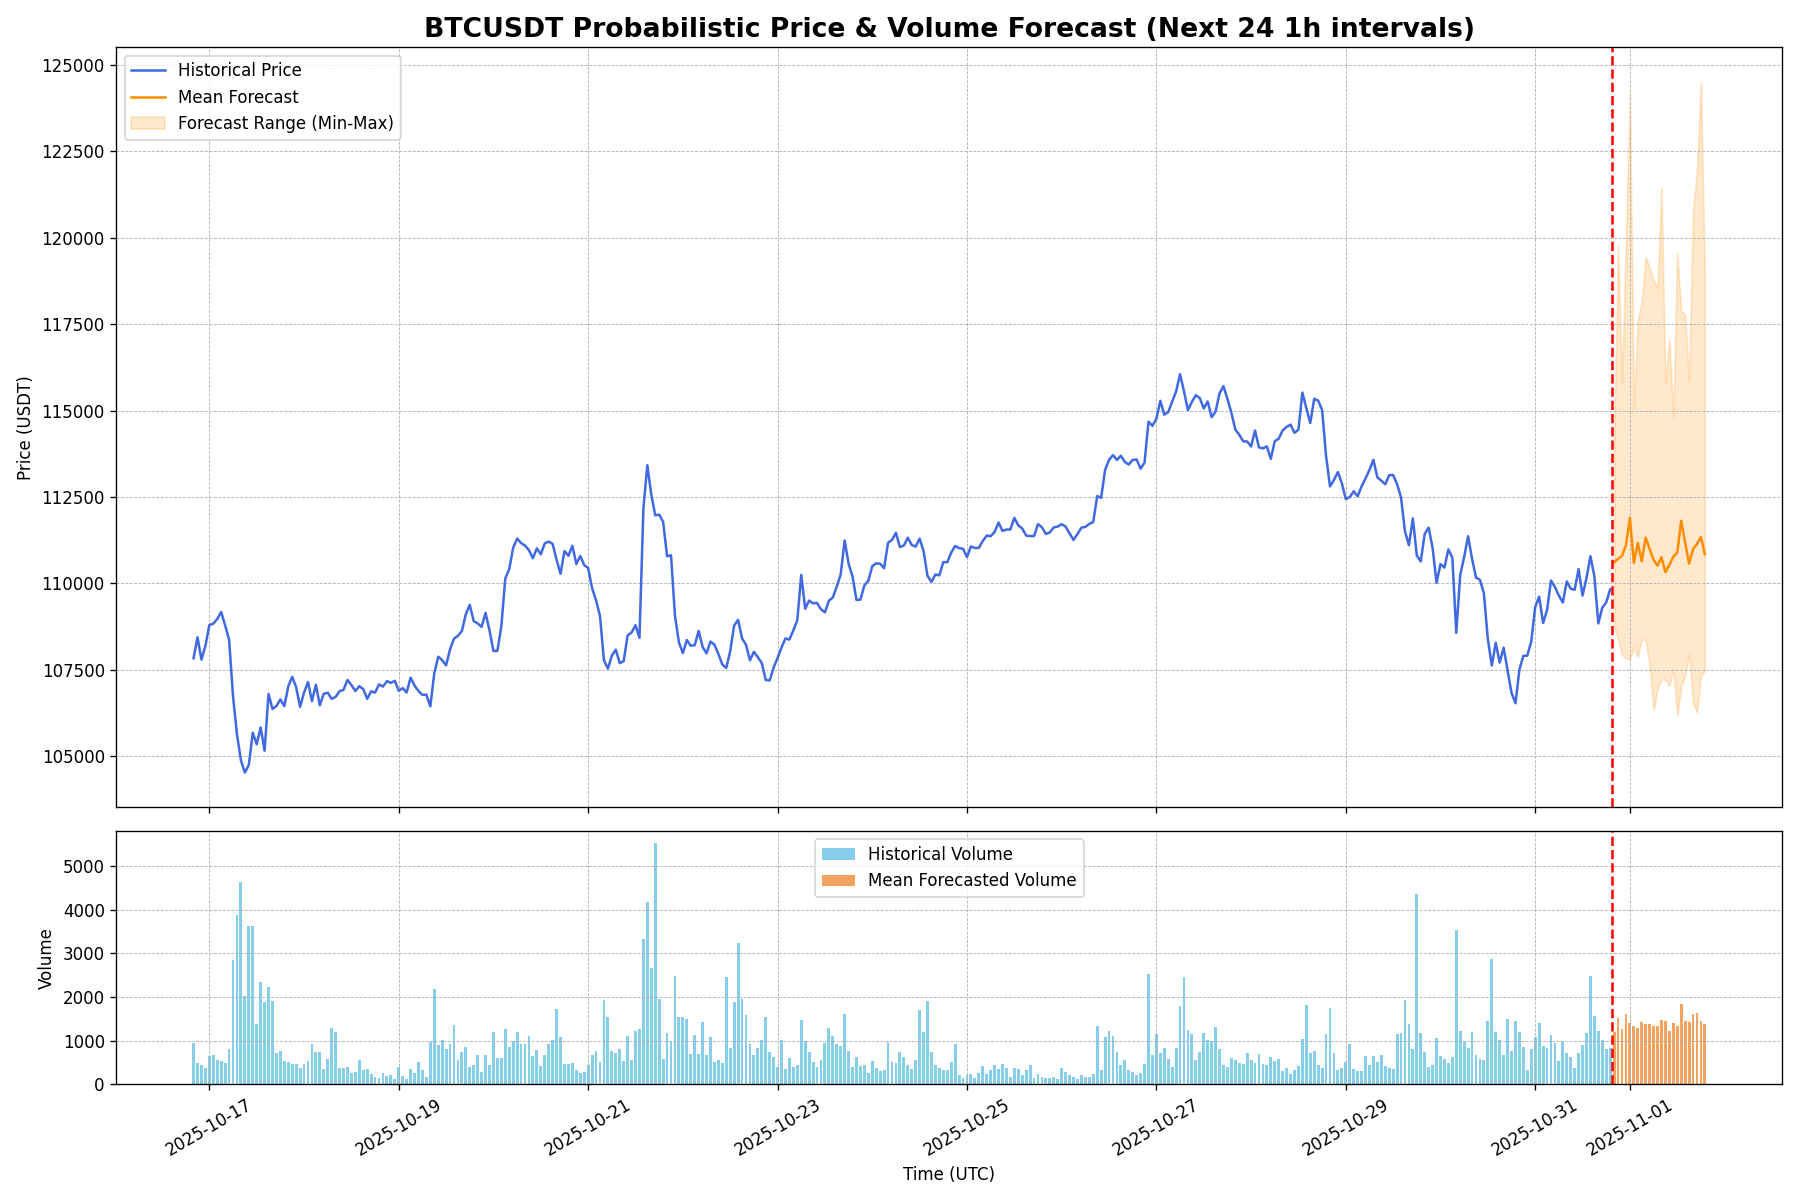 BTCUSDT Probabilistic Price & Volume Forecast (Next 24 1h intervals)
Historical Price
Mean Forecast
Forecast Range (Min-Max)
125000
122500
120000
117500
115000
112500
110000
107500
105000
Price (USDT)
Historical Volume
Mean Forecasted Volume
5000
4000
3000
2000
1000
0
Volume
2025-10-17
2025-10-19
2025-10-21
2025-10-23
2025-10-25
2025-10-27
2025-10-29
2025-10-31
2025-11-01
Time (UTC)